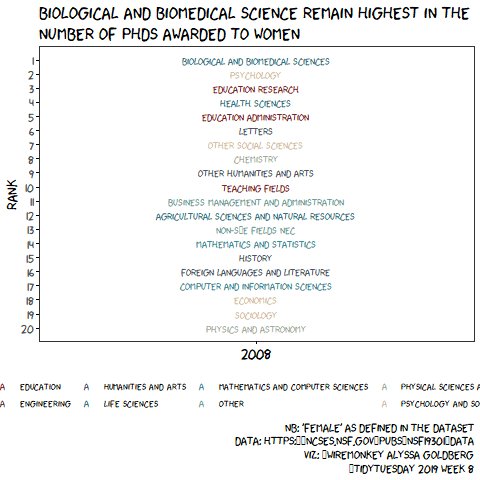 BIOLOGICAL AND BIOMEDICAL SCIENCE REMAIN HIGHEST IN THE
NUMBER OF PHDS AWARDED TO WOMEN
RANK
1 BIOLOGICAL AND BIOMEDICAL SCIENCES
2 PSYCHOLOGY
3 EDUCATION RESEARCH
4 HEALTH SCIENCES
5 EDUCATION ADMINISTRATION
6 LETTERS
7 OTHER SOCIAL SCIENCES
8 CHEMISTRY
9 OTHER HUMANITIES AND ARTS
10 TEACHING FIELDS
11 BUSINESS MANAGEMENT AND ADMINISTRATION
12 AGRICULTURAL SCIENCES AND NATURAL RESOURCES
13 NON-S▯E FIELDS NEC
14 MATHEMATICS AND STATISTICS
15 HISTORY
16 FOREIGN LANGUAGES AND LITERATURE
17 COMPUTER AND INFORMATION SCIENCES
18 ECONOMICS
19 SOCIOLOGY
20 PHYSICS AND ASTRONOMY
2008
A EDUCATION A HUMANITIES AND ARTS A MATHEMATICS AND COMPUTER SCIENCES A PHYSICAL SCIENCES A
A ENGINEERING A LIFE SCIENCES A OTHER A PSYCHOLOGY AND SO
NB: 'FEMALE' AS DEFINED IN THE DATASET
DATA: HTTPS:▯▯NCSES.NSF.GOV▯PUBS▯NSF19301▯DATA
VIZ: ▯WIREMONKEY ALYSSA GOLDBERG
▯TIDYTUESDAY 2019 WEEK 8